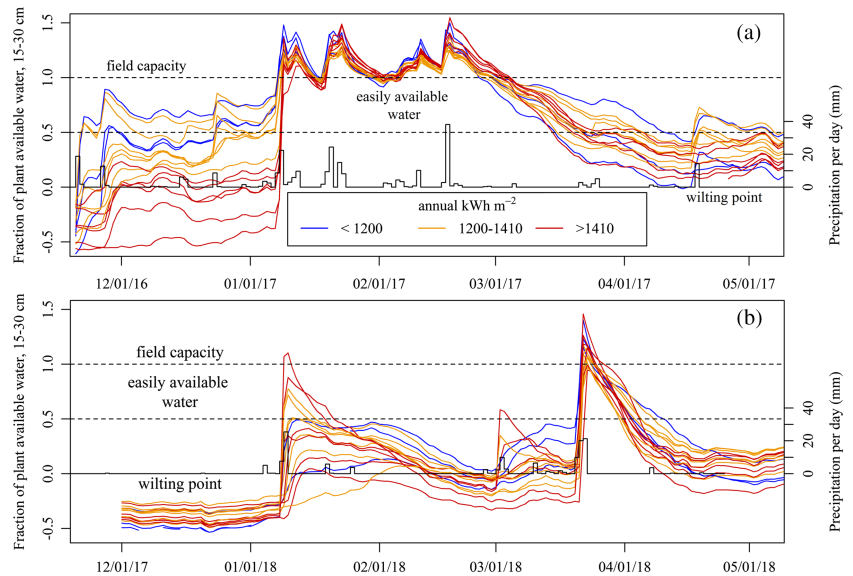 (a)
Fraction of plant available water, 15-30 cm
1.5
1.0
0.5
0.0
-0.5
field capacity
easily available
water
wilting point
40
20
0
Precipitation per day (mm)
annual kWh m⁻²
< 1200
1200-1410
>1410
12/01/16
01/01/17
02/01/17
03/01/17
04/01/17
05/01/17
(b)
Fraction of plant available water, 15-30 cm
1.5
1.0
0.5
0.0
-0.5
field capacity
easily available
water
wilting point
40
20
0
Precipitation per day (mm)
12/01/17
01/01/18
02/01/18
03/01/18
04/01/18
05/01/18